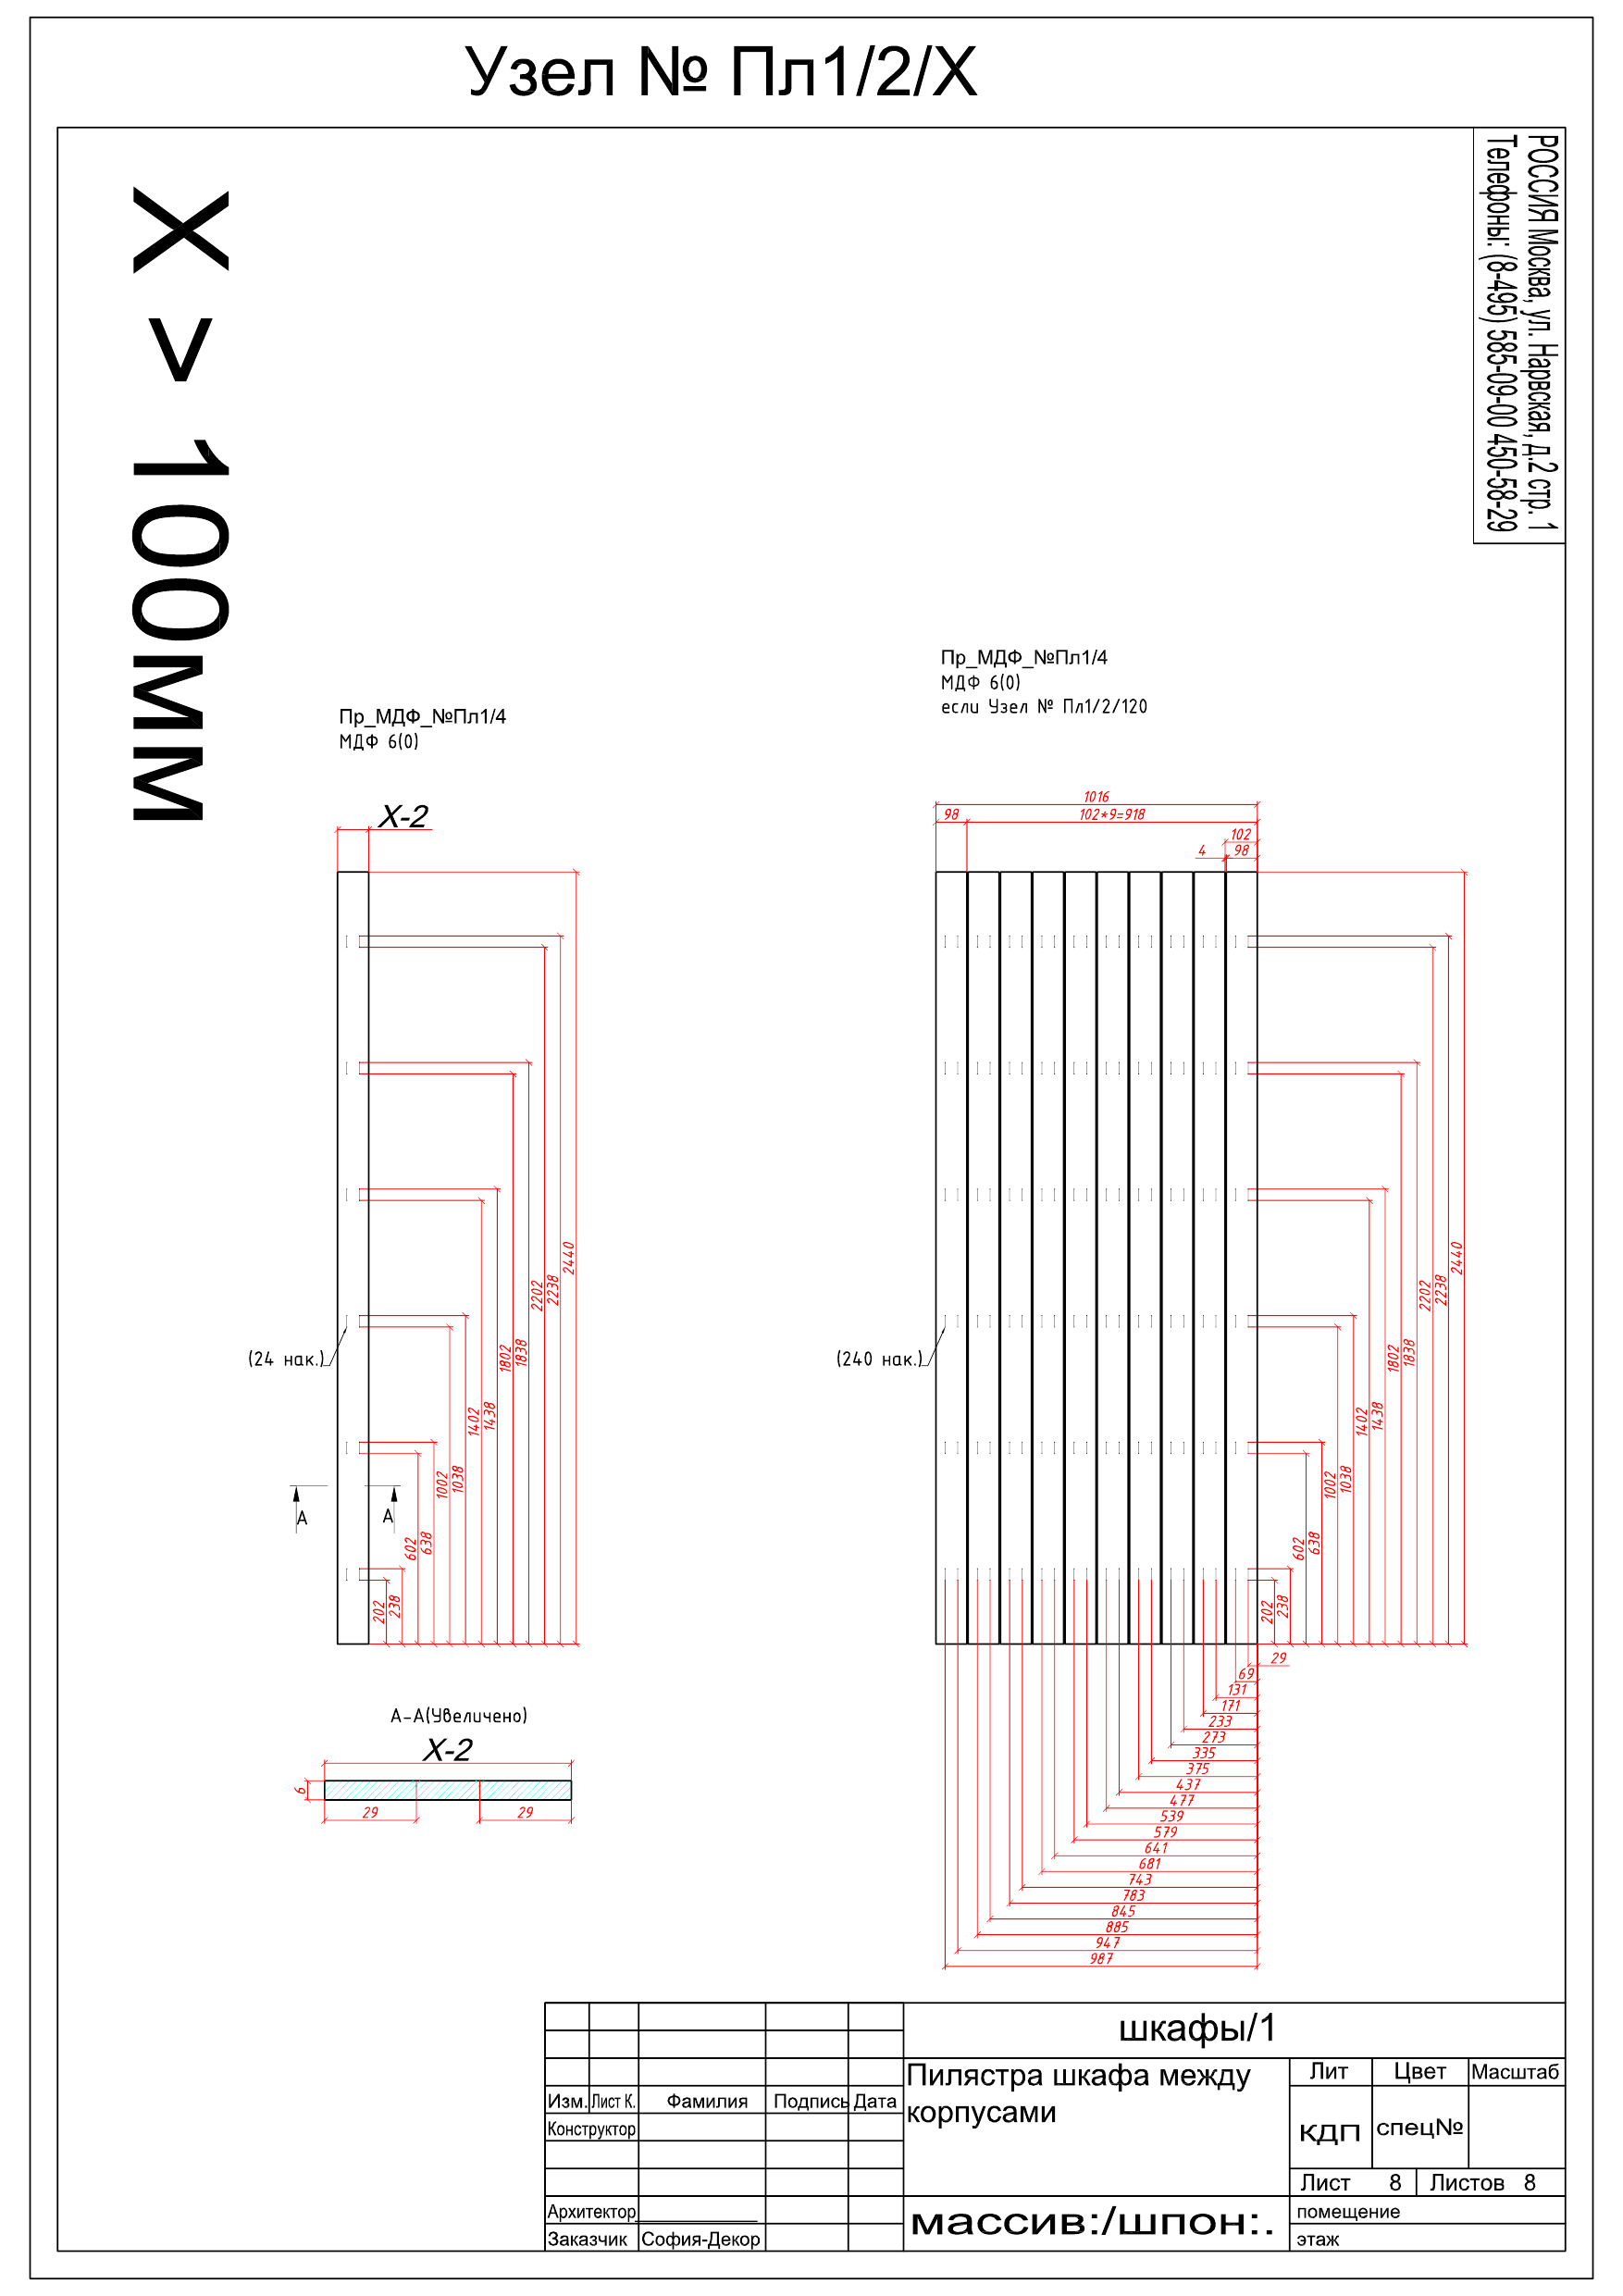 Узел № Пл1/2/Х
РОССИЯ Москва, ул. Нарвская, д.2 стр. 1
Телефоны: (8-495) 585-09-00 450-58-29
Х > 100мм
Пр_МДФ_№Пл1/4
МДФ 6(0)
Х-2
2440
2238
2202
1838
1802
1438
1402
1038
1002
638
602
238
202
(24 нак.)
А
А
А-А(Увеличено)
Х-2
6
29
29
Пр_МДФ_№Пл1/4
МДФ 6(0)
если Узел № Пл1/2/120
1016
98
102*9=918
102
4
98
2440
2238
2202
1838
1802
1438
1402
1038
1002
638
602
238
202
(240 нак.)
29
69
131
171
233
273
335
375
437
477
539
579
641
681
743
783
845
885
947
987
шкафы/1
Пилястра шкафа между
корпусами
Лит
Цвет
Масштаб
КДП
спец№
Лист 8
Листов 8
Изм.
Лист К.
Фамилия
Подпись
Дата
Конструктор
Архитектор
Заказчик
София-Декор
массив:/шпон:.
помещение
этаж